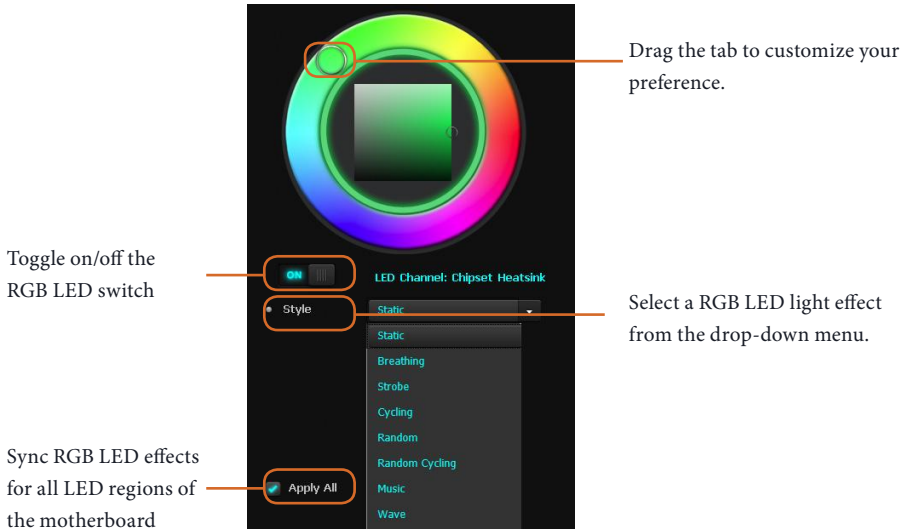 Drag the tab to customize your
preference.
Toggle on/off the
RGB LED switch
ON
LED Channel: Chipset Heatsink
Style
Static
Select a RGB LED light effect
from the drop-down menu.
Static
Breathing
Strobe
Cycling
Random
Random Cycling
Music
Wave
Sync RGB LED effects
for all LED regions of
the motherboard
Apply All